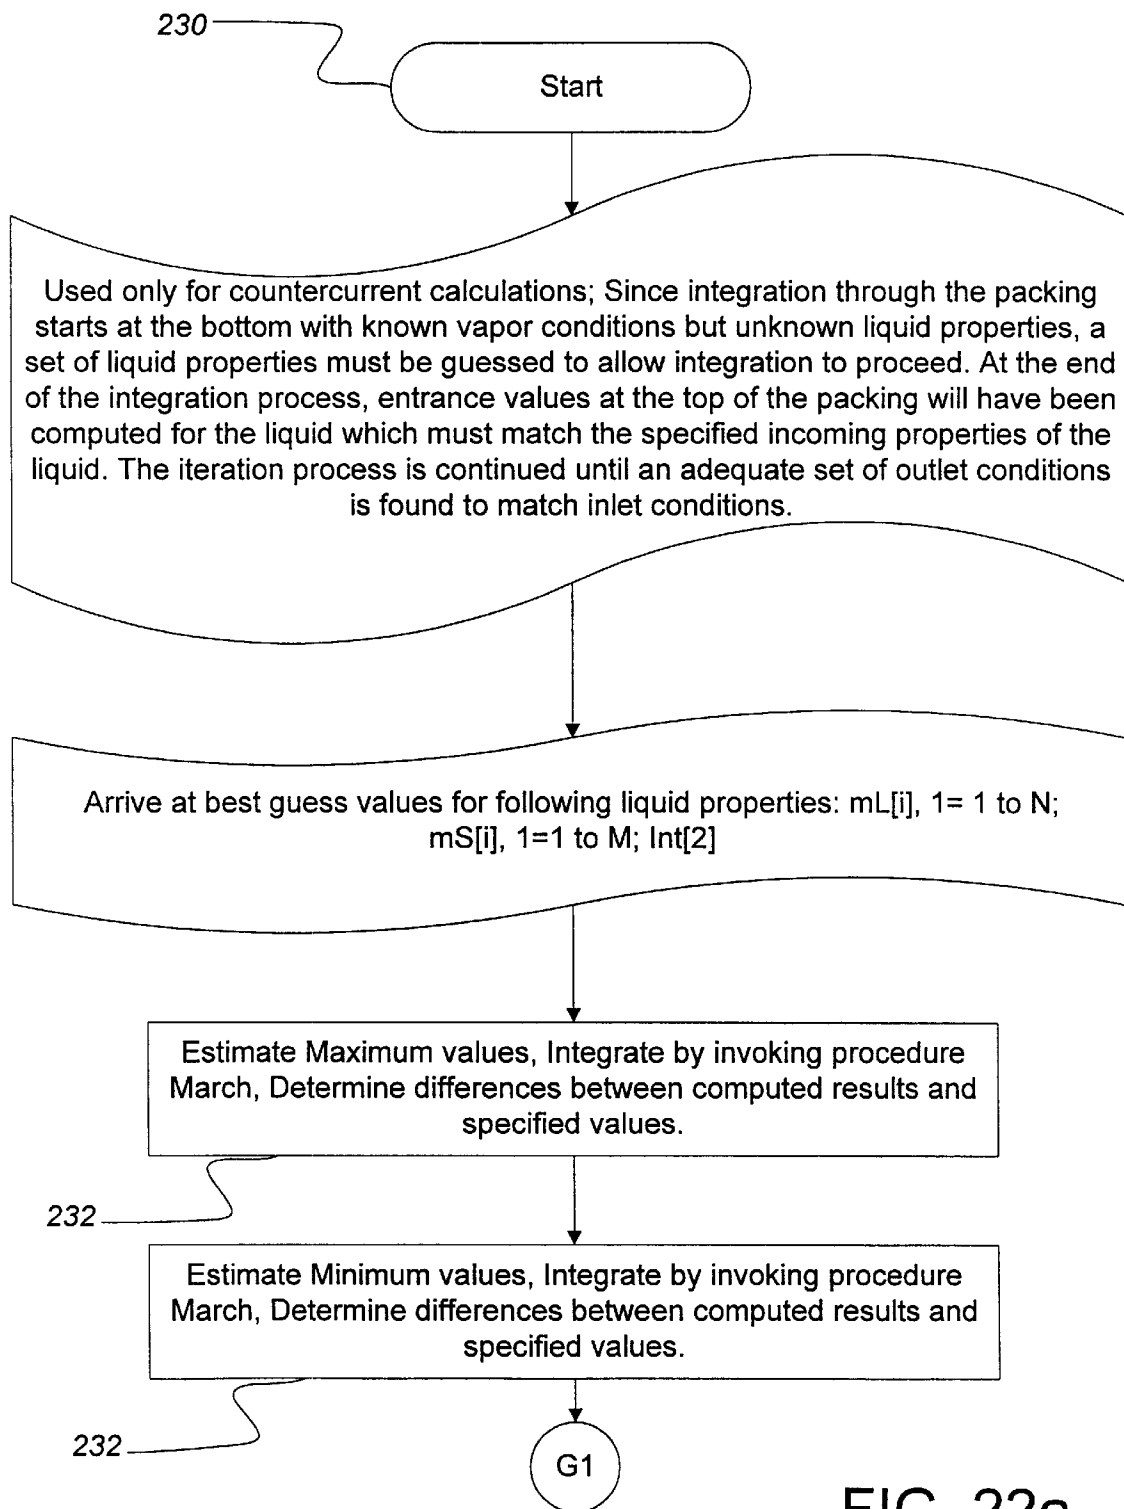 230
Start
Used only for countercurrent calculations; Since integration through the packing
starts at the bottom with known vapor conditions but unknown liquid properties, a
set of liquid properties must be guessed to allow integration to proceed. At the end
of the integration process, entrance values at the top of the packing will have been
computed for the liquid which must match the specified incoming properties of the
liquid. The iteration process is continued until an adequate set of outlet conditions
is found to match inlet conditions.
Arrive at best guess values for following liquid properties: mL[i], 1= 1 to N;
mS[i], 1=1 to M; Int[2]
Estimate Maximum values, Integrate by invoking procedure
March, Determine differences between computed results and
specified values.
232
Estimate Minimum values, Integrate by invoking procedure
March, Determine differences between computed results and
specified values.
232
G1
FIG. 22a